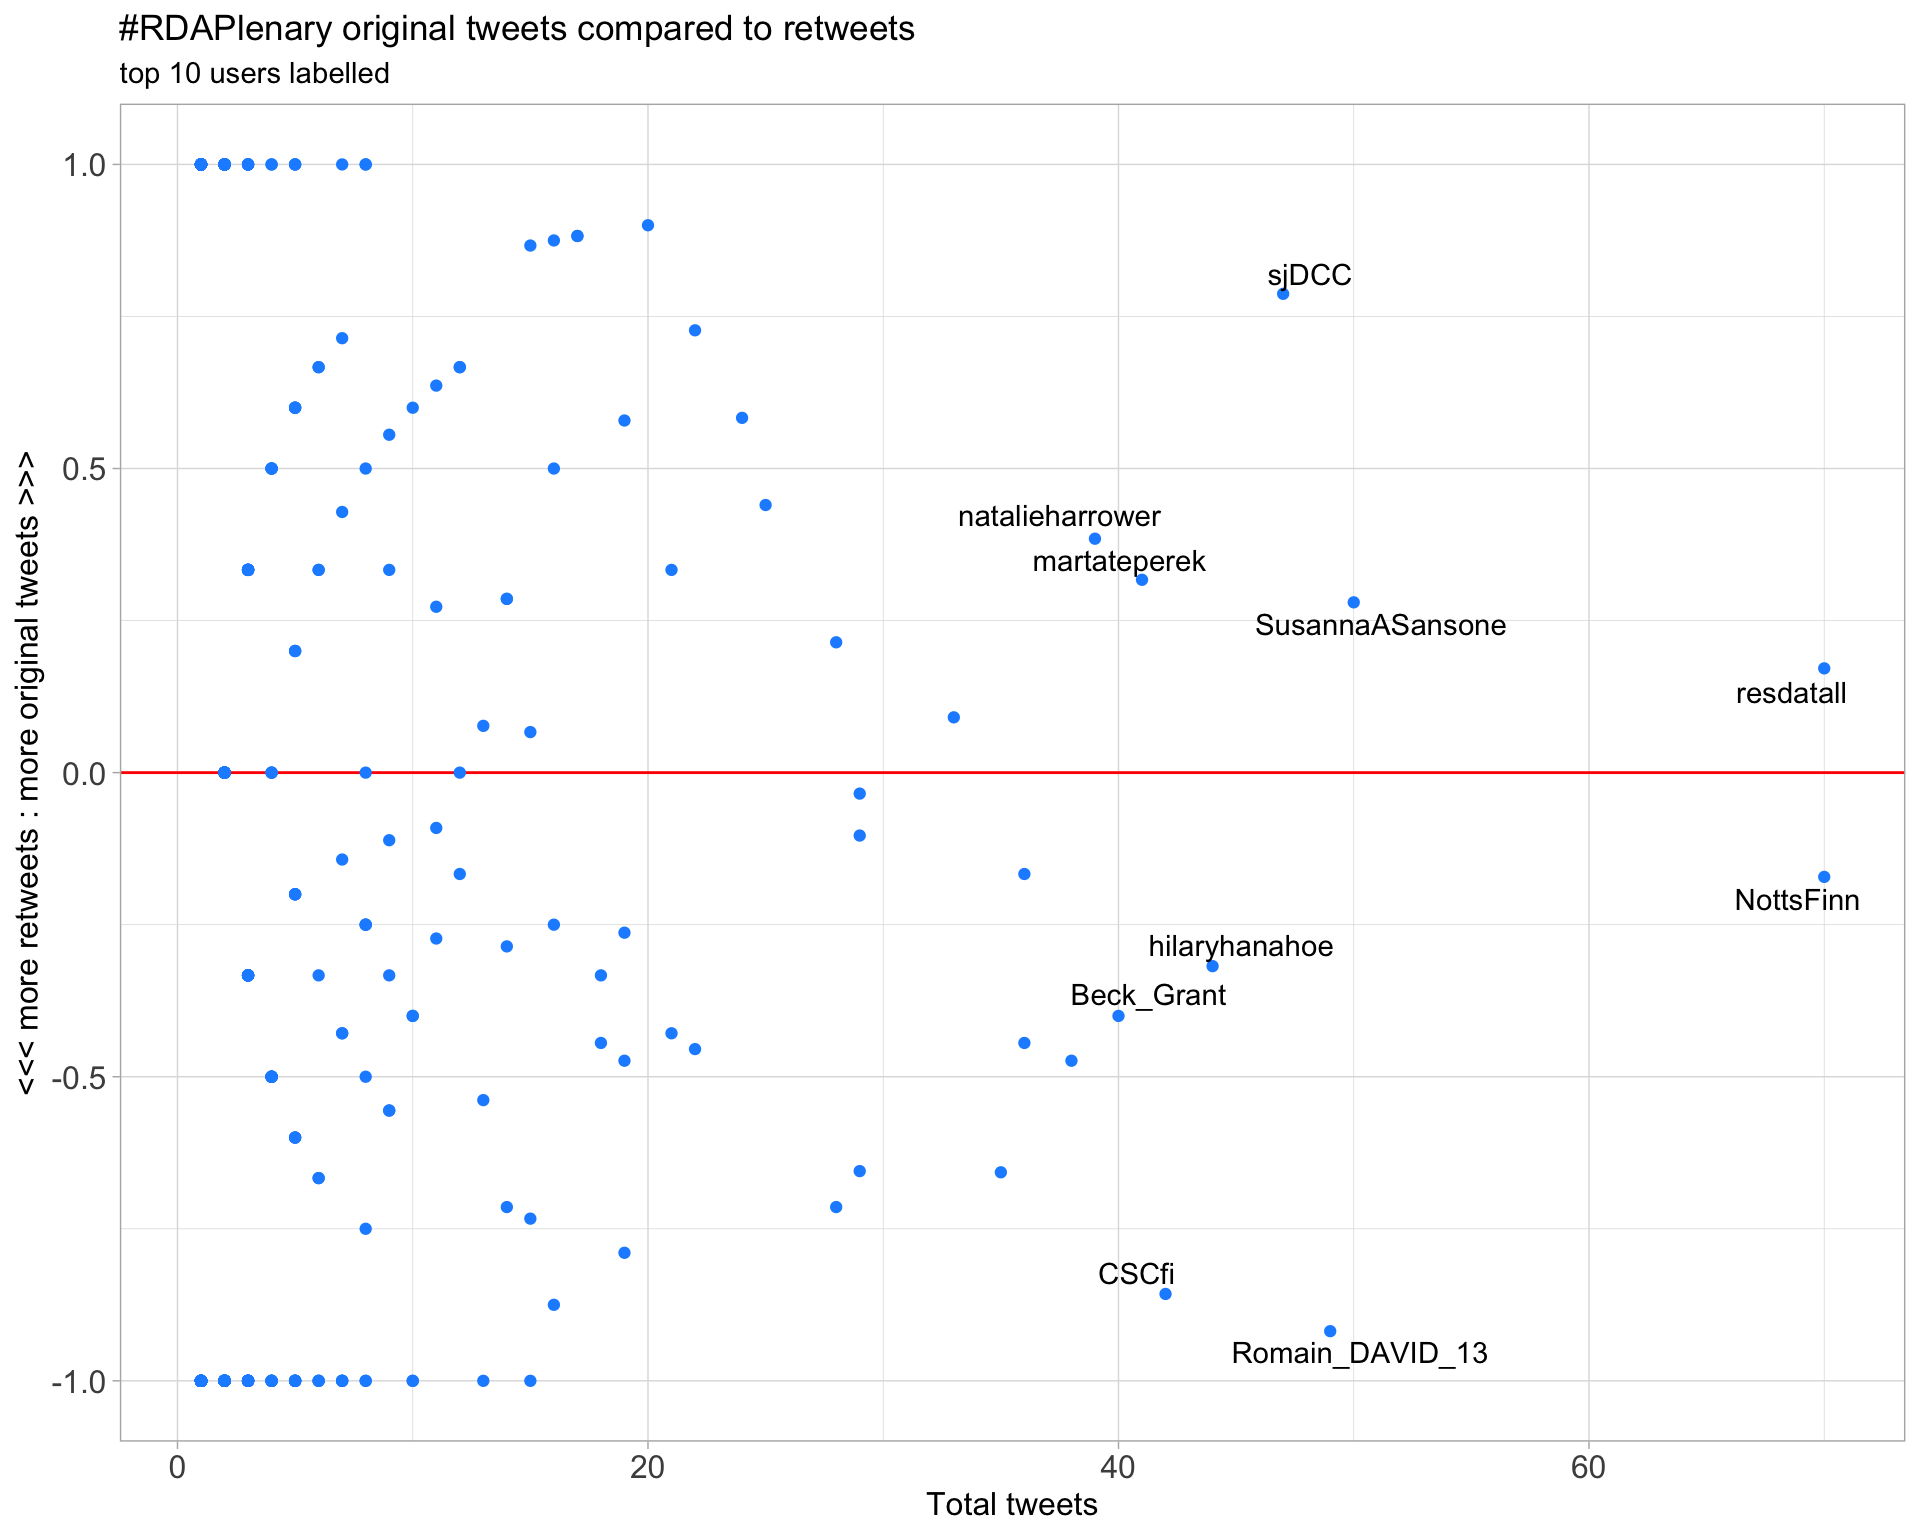 #RDAPlenary original tweets compared to retweets
top 10 users labelled
<<< more retweets : more original tweets >>>
1.0
0.5
0.0
-0.5
-1.0
sjDCC
natalieharrower
martateperek
SusannaASansone
resdatall
NottsFinn
hilaryhanahoe
Beck_Grant
CSCfi
Romain_DAVID_13
0
20
40
60
Total tweets